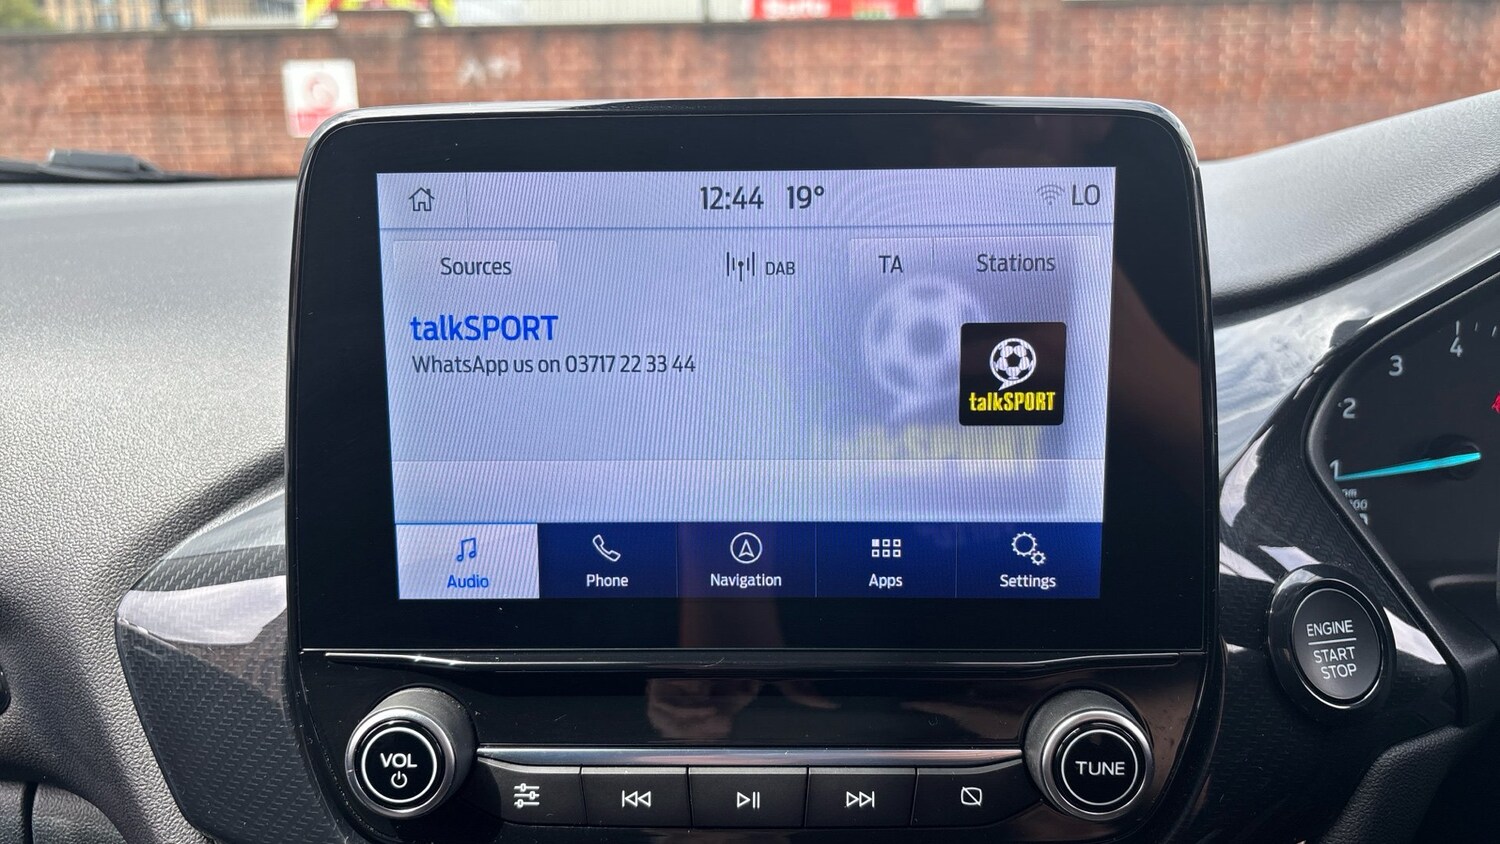 12:44 19° LO
Sources DAB TA Stations
talkSPORT
WhatsApp us on 03717 22 33 44
talkSPORT
Audio Phone Navigation Apps Settings
VOL
TUNE
ENGINE
START
STOP
1
2
3
4